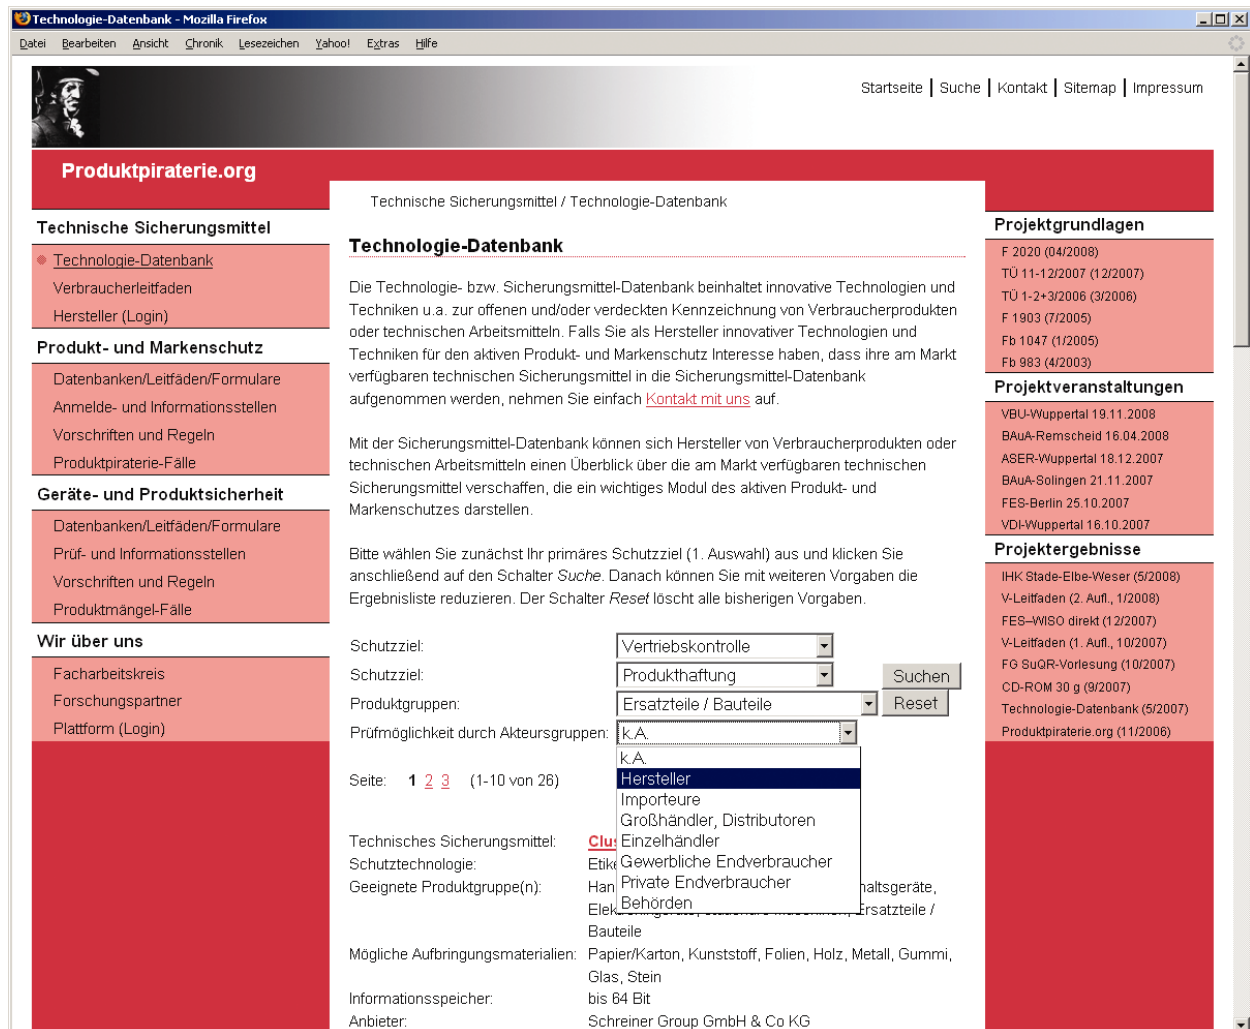 Technologie-Datenbank - Mozilla Firefox
Datei Bearbeiten Ansicht Chronik Lesezeichen Yahoo! Extras Hilfe
Startseite | Suche | Kontakt | Sitemap | Impressum
Produktpiraterie.org
Technische Sicherungsmittel
Technologie-Datenbank
Verbraucherleitfaden
Hersteller (Login)
Produkt- und Markenschutz
Datenbanken/Leitfäden/Formulare
Anmelde- und Informationsstellen
Vorschriften und Regeln
Produktpiraterie-Fälle
Geräte- und Produktsicherheit
Datenbanken/Leitfäden/Formulare
Prüf- und Informationsstellen
Vorschriften und Regeln
Produktmängel-Fälle
Wir über uns
Facharbeitskreis
Forschungspartner
Plattform (Login)
Technische Sicherungsmittel / Technologie-Datenbank
Technologie-Datenbank
Die Technologie- bzw. Sicherungsmittel-Datenbank beinhaltet innovative Technologien und
Techniken u.a. zur offenen und/oder verdeckten Kennzeichnung von Verbraucherprodukten
oder technischen Arbeitsmitteln. Falls Sie als Hersteller innovativer Technologien und
Techniken für den aktiven Produkt- und Markenschutz Interesse haben, dass ihre am Markt
verfügbaren technischen Sicherungsmittel in die Sicherungsmittel-Datenbank
aufgenommen werden, nehmen Sie einfach Kontakt mit uns auf.
Mit der Sicherungsmittel-Datenbank können sich Hersteller von Verbraucherprodukten oder
technischen Arbeitsmitteln einen Überblick über die am Markt verfügbaren technischen
Sicherungsmittel verschaffen, die ein wichtiges Modul des aktiven Produkt- und
Markenschutzes darstellen.
Bitte wählen Sie zunächst Ihr primäres Schutzziel (1. Auswahl) aus und klicken Sie
anschließend auf den Schalter Suche. Danach können Sie mit weiteren Vorgaben die
Ergebnisliste reduzieren. Der Schalter Reset löscht alle bisherigen Vorgaben.
Schutzziel: Vertriebskontrolle
Schutzziel: Produkthaftung Suchen
Produktgruppen: Ersatzteile / Bauteile Reset
Prüfmöglichkeit durch Akteursgruppen: k.A.
k.A.
Hersteller
Importeure
Großhändler, Distributoren
Einzelhändler
Gewerbliche Endverbraucher
Private Endverbraucher
Behörden
Seite: 1 2 3 (1-10 von 26)
Technisches Sicherungsmittel: Clus
Schutztechnologie: Etike
Geeignete Produktgruppe(n): Han haltsgeräte,
Ersatzteile /
Bauteile
Mögliche Aufbringungsmaterialien: Papier/Karton, Kunststoff, Folien, Holz, Metall, Gummi,
Glas, Stein
Informationsspeicher: bis 64 Bit
Anbieter: Schreiner Group GmbH & Co KG
Projektgrundlagen
F 2020 (04/2008)
TÜ 11-12/2007 (12/2007)
TÜ 1-2+3/2006 (3/2006)
F 1903 (7/2005)
Fb 1047 (1/2005)
Fb 983 (4/2003)
Projektveranstaltungen
VBU-Wuppertal 19.11.2008
BAuA-Remscheid 16.04.2008
ASER-Wuppertal 18.12.2007
BAuA-Solingen 21.11.2007
FES-Berlin 25.10.2007
VDI-Wuppertal 16.10.2007
Projektergebnisse
IHK Stade-Elbe-Weser (5/2008)
V-Leitfaden (2. Aufl., 1/2008)
FES–WISO direkt (12/2007)
V-Leitfaden (1. Aufl., 10/2007)
FG SuQR-Vorlesung (10/2007)
CD-ROM 30 g (9/2007)
Technologie-Datenbank (5/2007)
Produktpiraterie.org (11/2006)